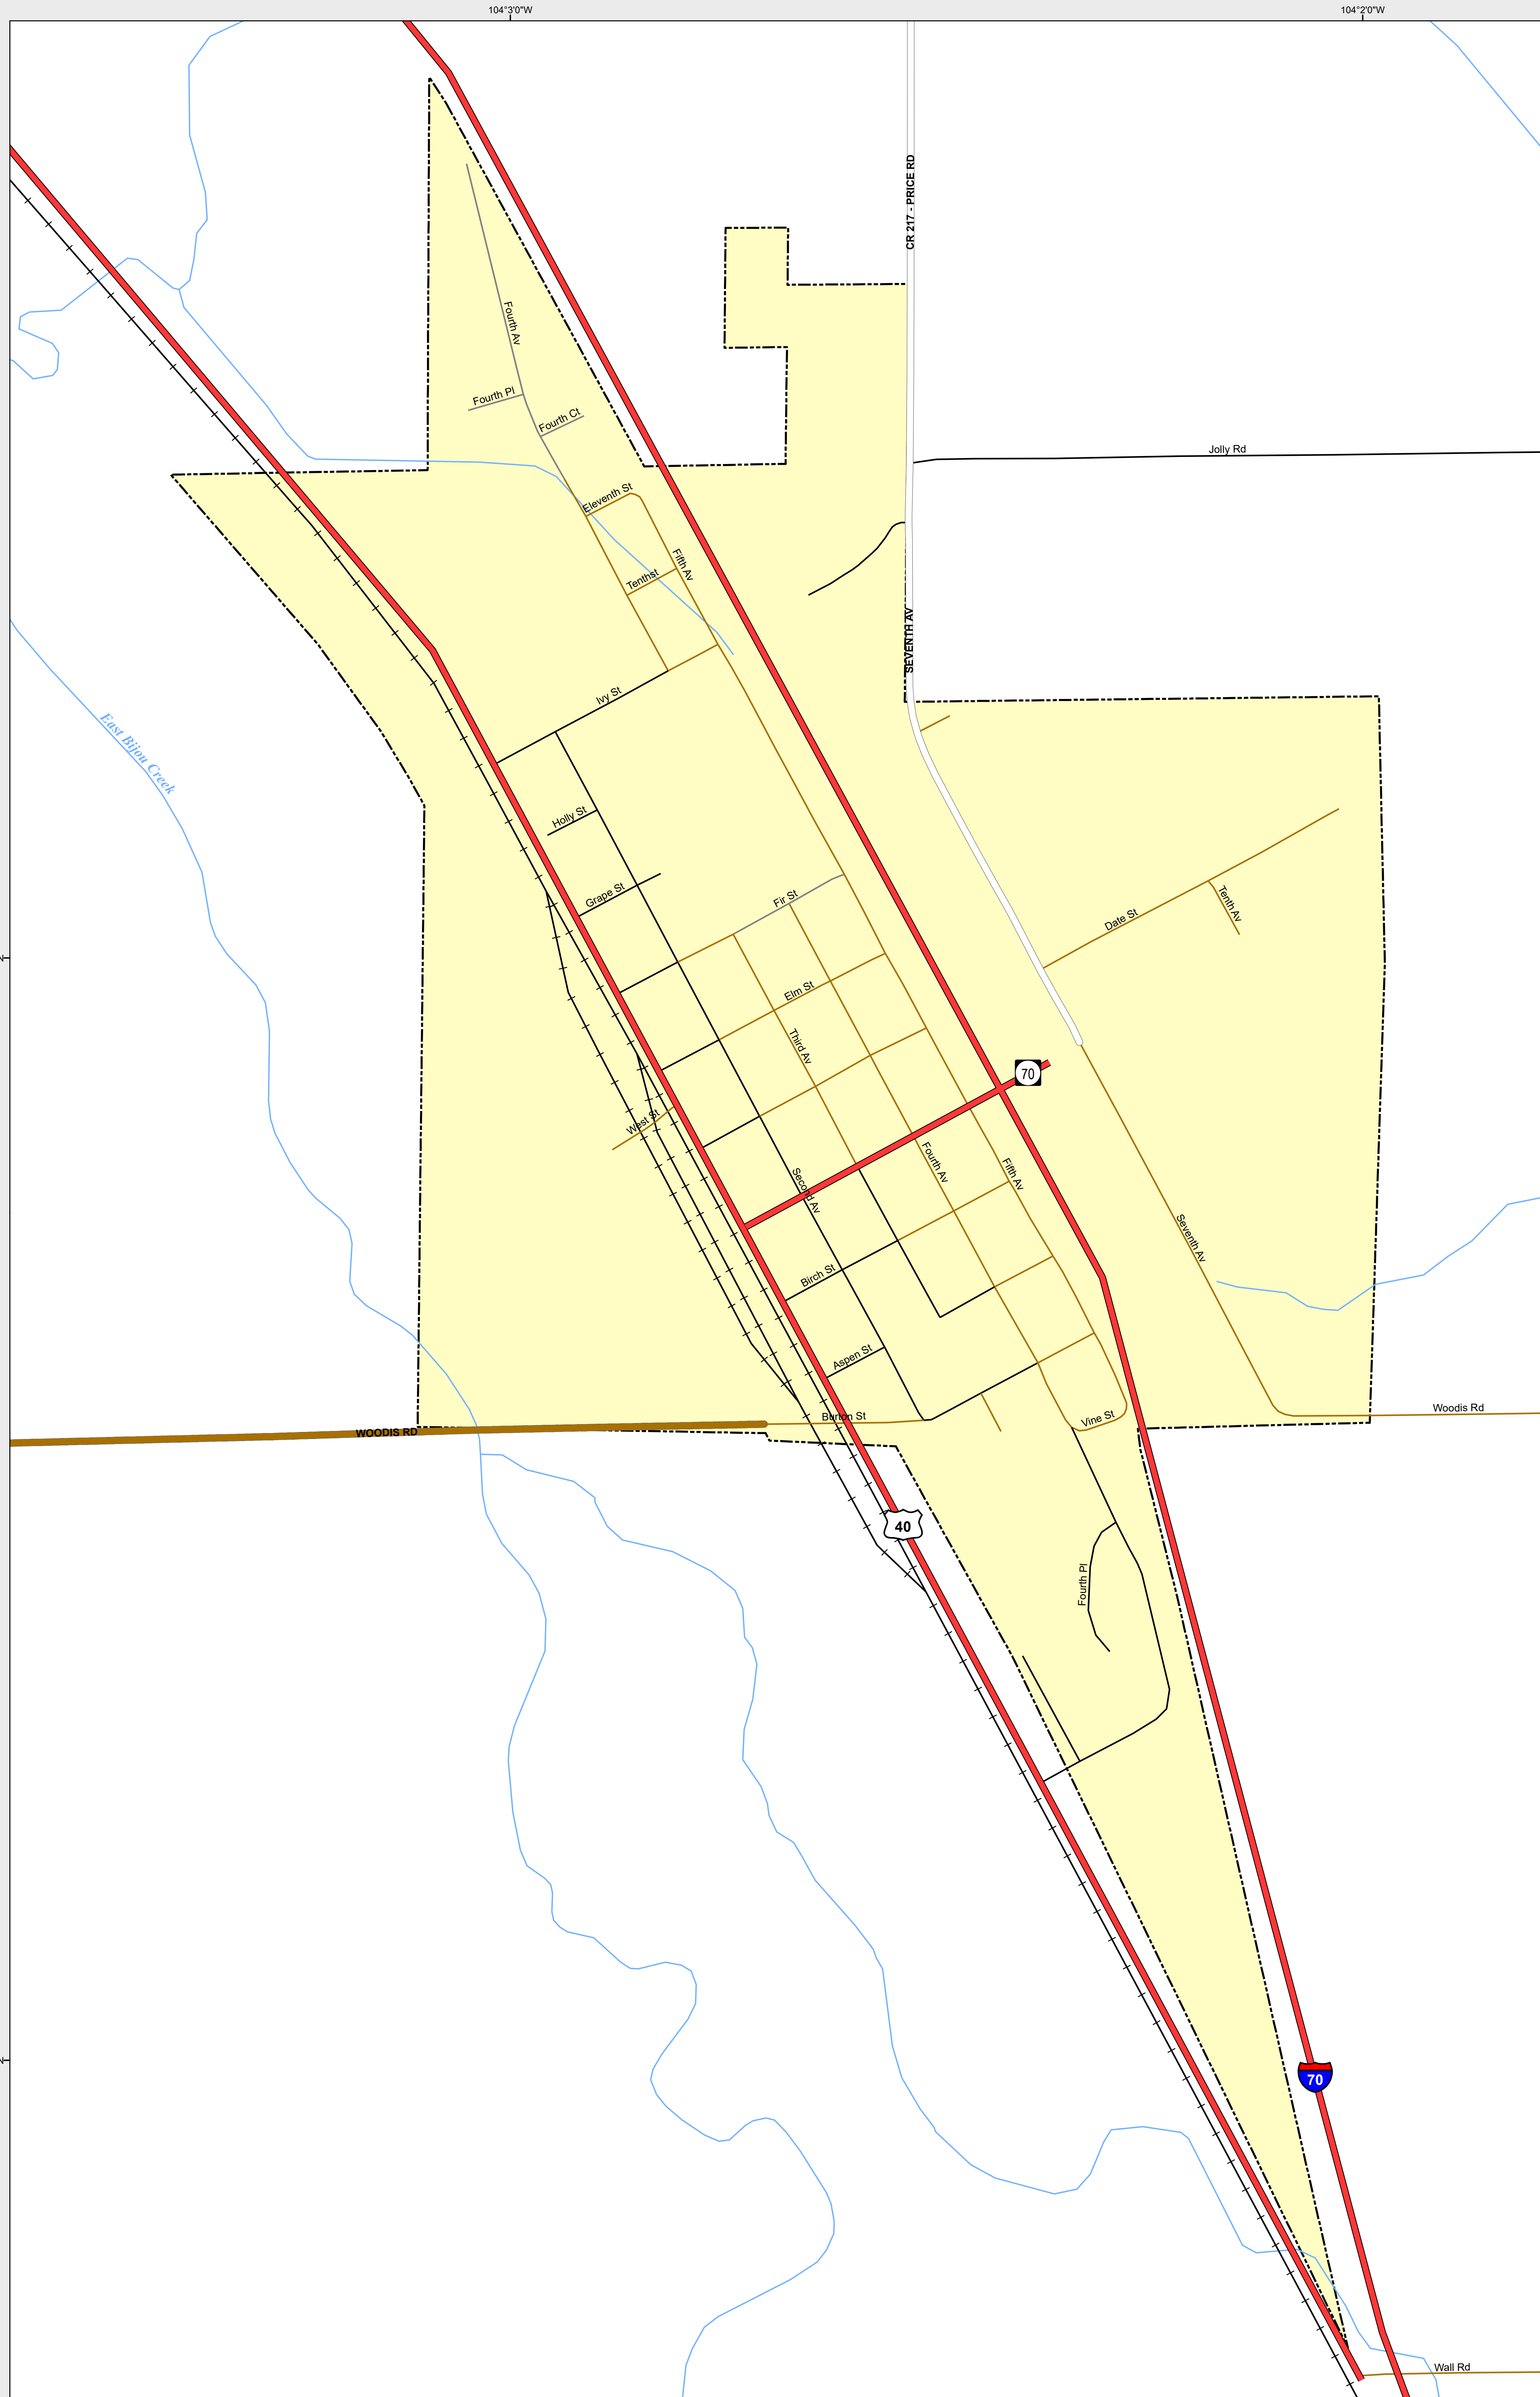 104°3'0"W
104°2'0"W
CR 217 - PRICE RD
Fourth Av
Fourth Pl
Fourth Ct
Jolly Rd
Eleventh St
Fifth Av
Tenthst
SEVENTH AV
Ivy St
East Bijou Creek
Holly St
Grape St
Fir St
Date St
Tenth Av
Elm St
Third Av
70
West St
Fourth Av
Fifth Av
Second Av
Seventh Av
Birch St
Aspen St
Burton St
Vine St
Woodis Rd
WOODIS RD
40
Fourth Pl
70
Wall Rd